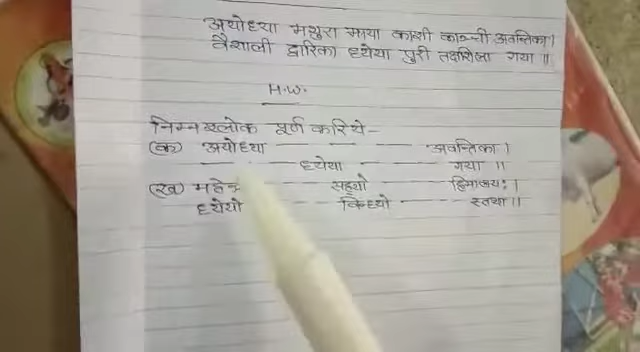 अयोध्या मथुरा माया काशी काञ्ची अवन्तिका।
वैशाली द्वारिका ध्येया पुरी तक्षशिला गया॥
H.W.
निम्न श्लोक पूर्ण करिये-
(क) अयोध्या --- अवन्तिका।
--- ध्येया --- गया॥
(ख) महेन्द्र --- सह्यो --- हिमालयः।
ध्येयो --- विन्ध्यो --- स्तथा॥